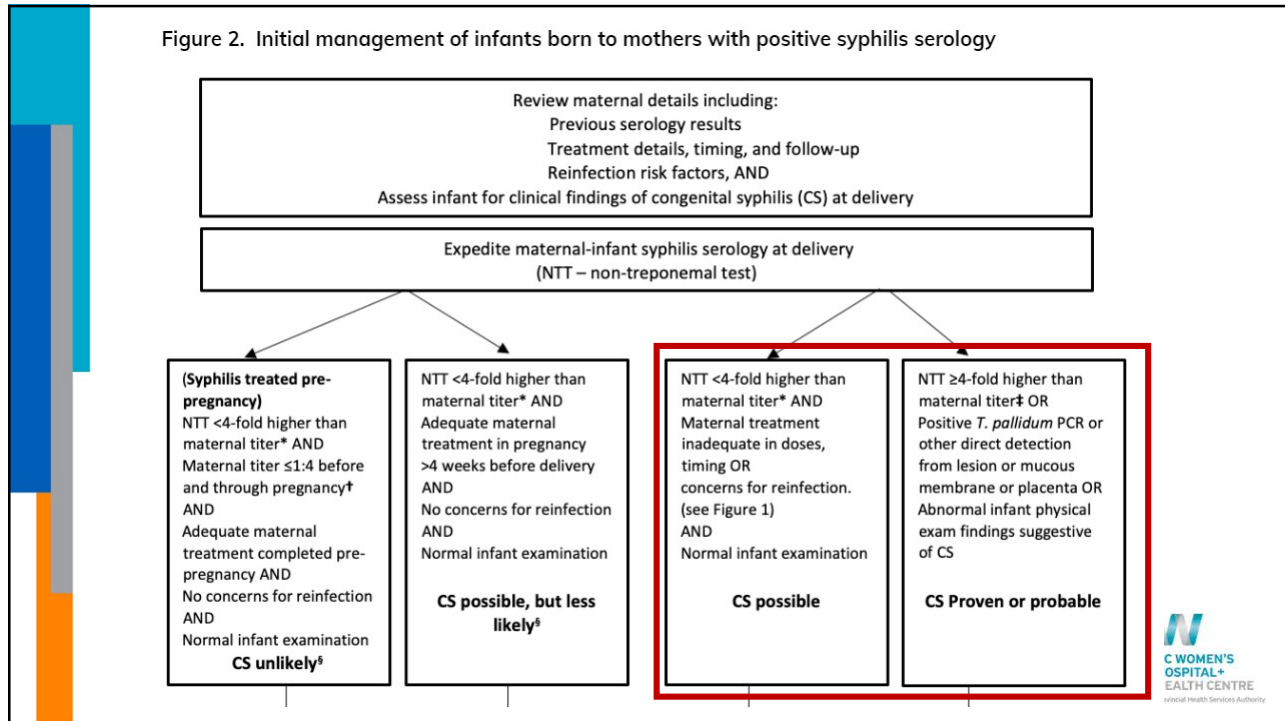 Figure 2. Initial management of infants born to mothers with positive syphilis serology
Review maternal details including:
Previous serology results
Treatment details, timing, and follow-up
Reinfection risk factors, AND
Assess infant for clinical findings of congenital syphilis (CS) at delivery
Expedite maternal-infant syphilis serology at delivery
(NTT – non-treponemal test)
(Syphilis treated pre-
pregnancy)
NTT <4-fold higher than
maternal titer* AND
Maternal titer ≤1:4 before
and through pregnancy†
AND
Adequate maternal
treatment completed pre-
pregnancy AND
No concerns for reinfection
AND
Normal infant examination
CS unlikely§
NTT <4-fold higher than
maternal titer* AND
Adequate maternal
treatment in pregnancy
>4 weeks before delivery
AND
No concerns for reinfection
AND
Normal infant examination
CS possible, but less
likely§
NTT <4-fold higher than
maternal titer* AND
Maternal treatment
inadequate in doses,
timing OR
concerns for reinfection.
(see Figure 1)
AND
Normal infant examination
CS possible
NTT ≥4-fold higher than
maternal titer‡ OR
Positive T. pallidum PCR or
other direct detection
from lesion or mucous
membrane or placenta OR
Abnormal infant physical
exam findings suggestive
of CS
CS Proven or probable
C WOMEN'S
OSPITAL+
EALTH CENTRE
ovincial Health Services Authority